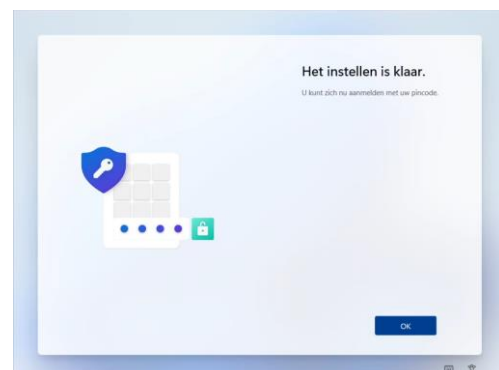 Het instellen is klaar.
U kunt zich nu aanmelden met uw pincode.
OK